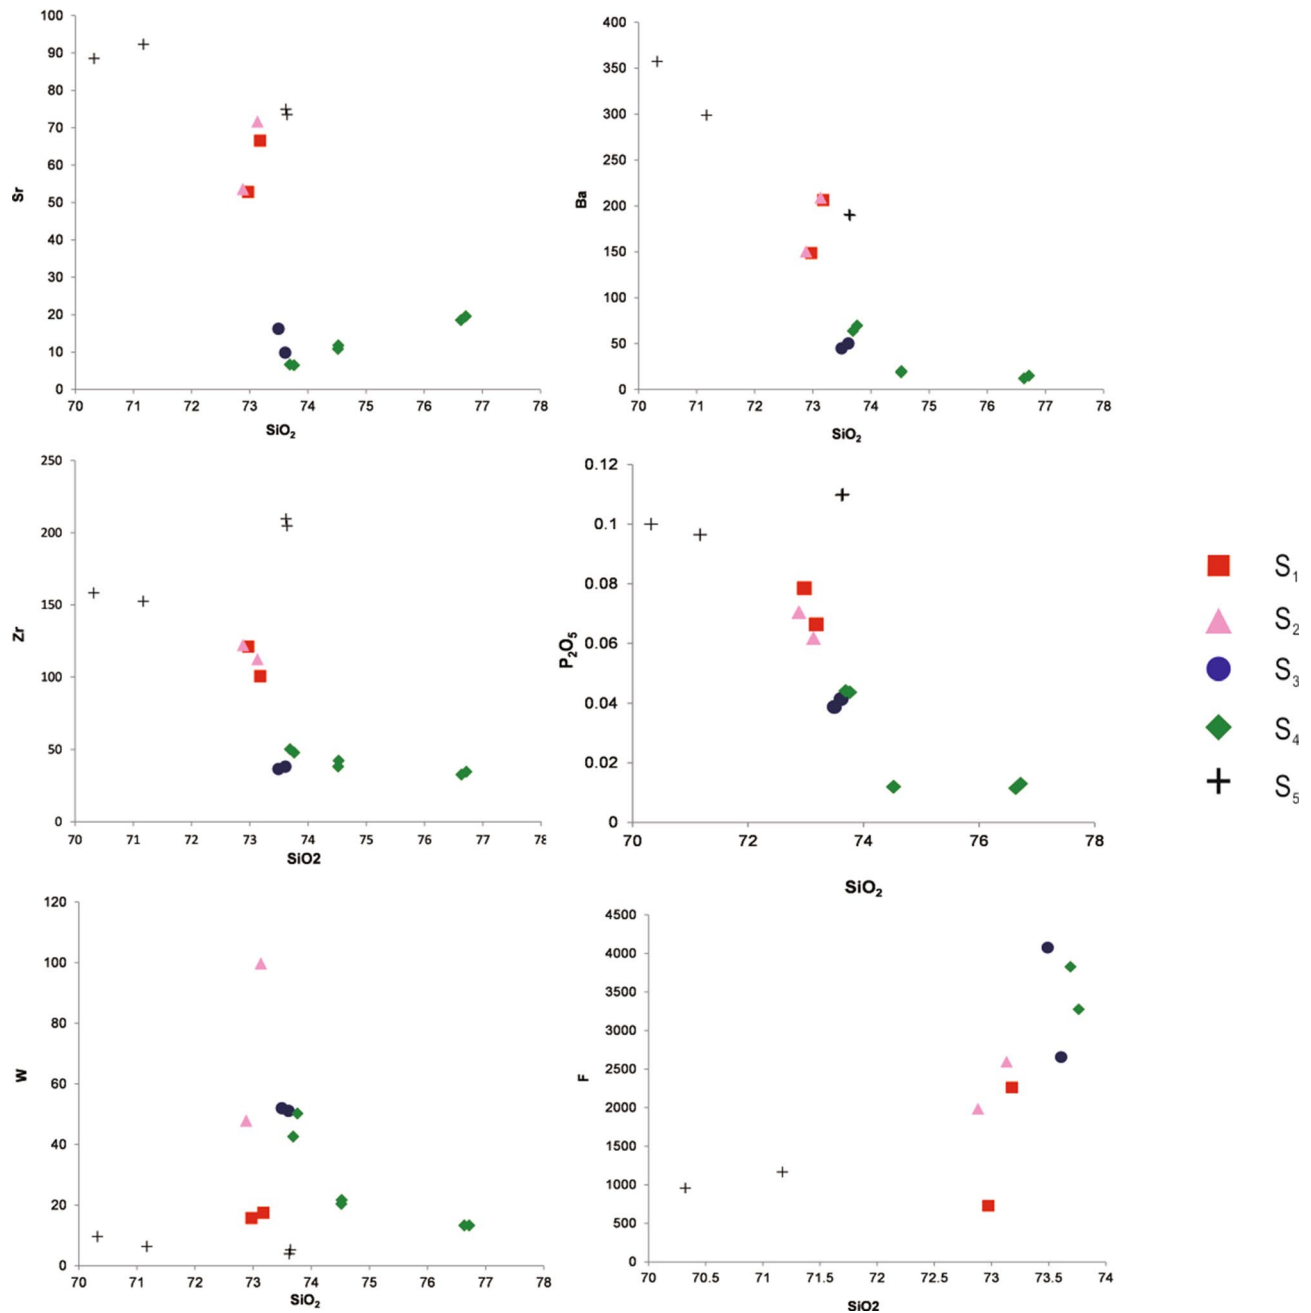 100
90
80
70
60
50
40
30
20
10
0
Sr
70 71 72 73 74 75 76 77 78
SiO₂
400
350
300
250
200
150
100
50
0
Ba
70 71 72 73 74 75 76 77 78
SiO₂
250
200
150
100
50
0
Zr
70 71 72 73 74 75 76 77 78
SiO2
0.12
0.1
0.08
0.06
0.04
0.02
0
P₂O₅
70 72 74 76 78
SiO₂
S₁
S₂
S₃
S₄
S₅
120
100
80
60
40
20
0
W
70 71 72 73 74 75 76 77 78
SiO₂
4500
4000
3500
3000
2500
2000
1500
1000
500
0
F
70 70.5 71 71.5 72 72.5 73 73.5 74
SiO2